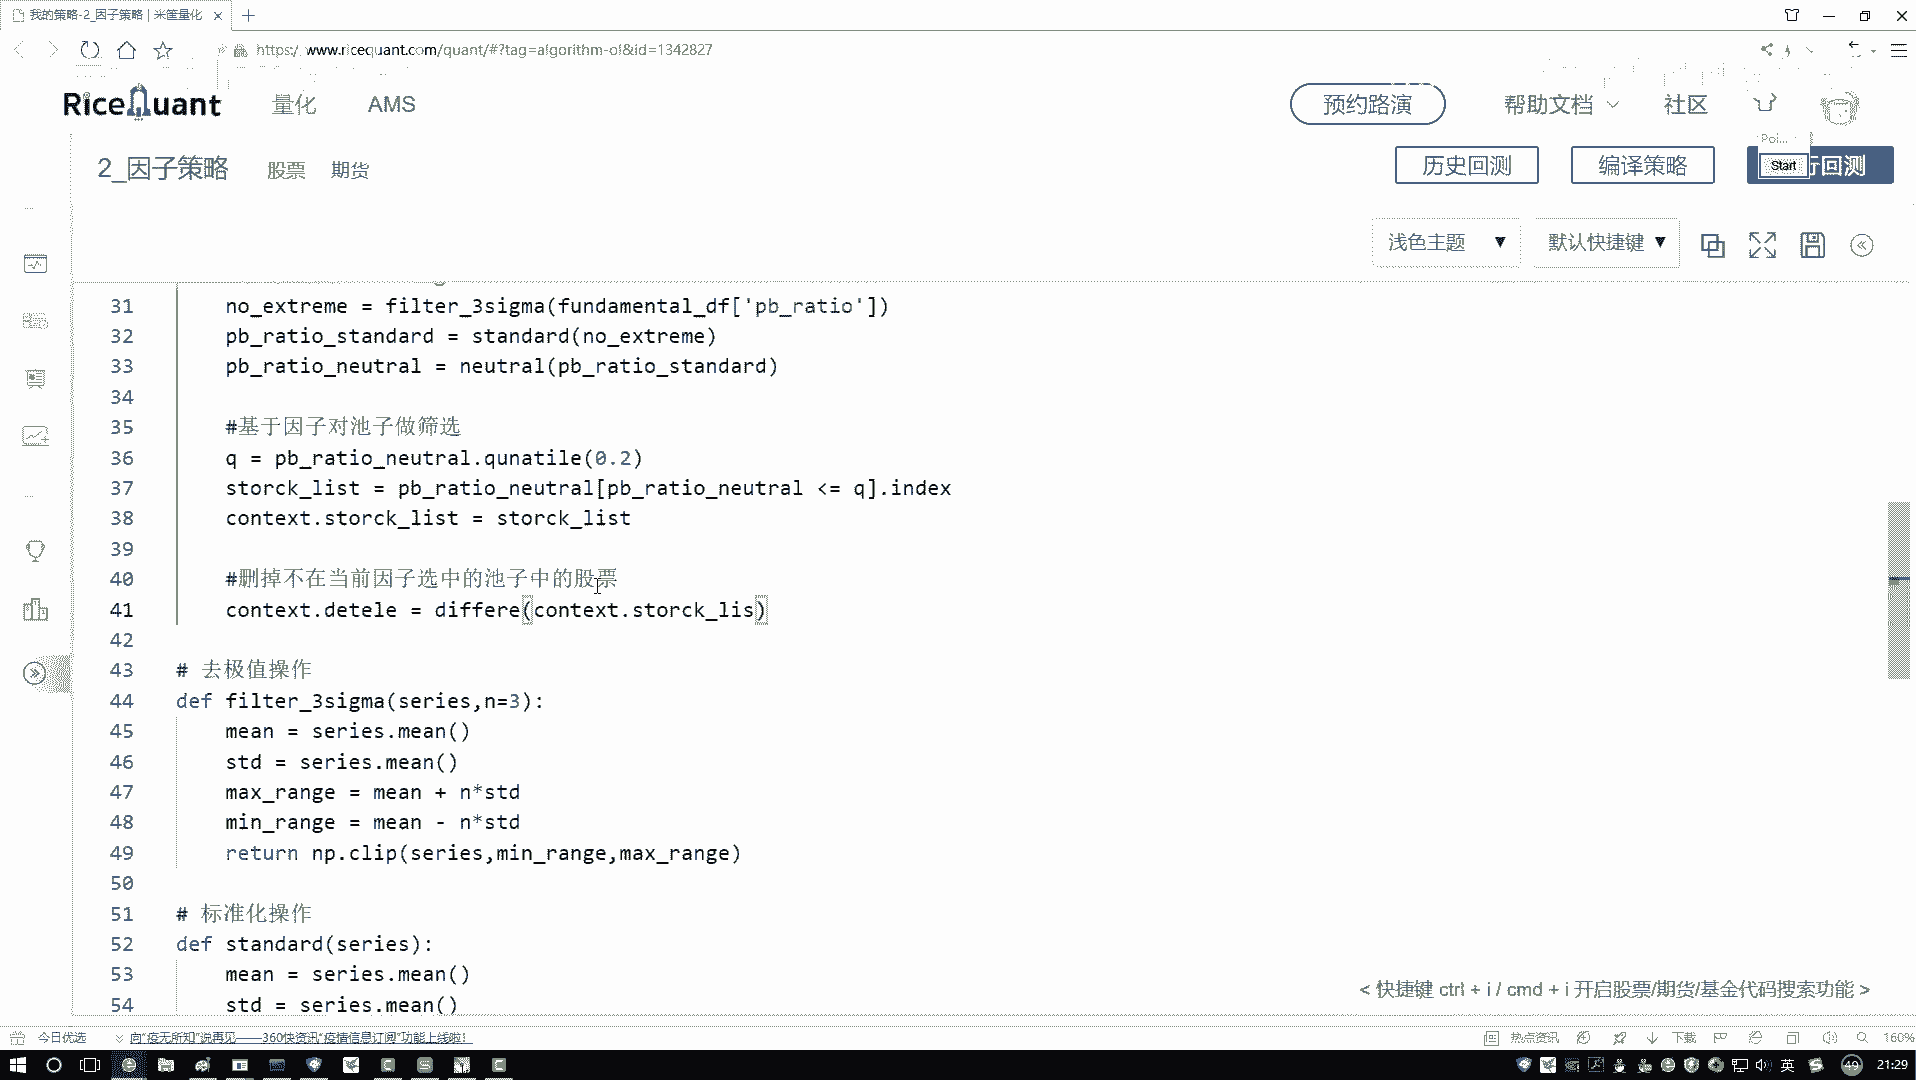 我的策略-2_因子策略 | 米筐量化
https:/ www.ricequant.com/quant/#?tag=algorithm-ol&id=1342827
RiceQuant 量化 AMS 预约路演 帮助文档 社区
Poi...
2_因子策略 股票 期货 历史回测 编译策略 Start 行回测
浅色主题 ▼ 默认快捷键 ▼
31 no_extreme = filter_3sigma(fundamental_df['pb_ratio'])
32 pb_ratio_standard = standard(no_extreme)
33 pb_ratio_neutral = neutral(pb_ratio_standard)
34
35 #基于因子对池子做筛选
36 q = pb_ratio_neutral.qunatile(0.2)
37 storck_list = pb_ratio_neutral[pb_ratio_neutral <= q].index
38 context.storck_list = storck_list
39
40 #删掉不在当前因子选中的池子中的股票
41 context.detele = differe(context.storck_lis)
42
43 # 去极值操作
44 def filter_3sigma(series,n=3):
45 mean = series.mean()
46 std = series.mean()
47 max_range = mean + n*std
48 min_range = mean - n*std
49 return np.clip(series,min_range,max_range)
50
51 # 标准化操作
52 def standard(series):
53 mean = series.mean()
54 std = series.mean()
< 快捷键 ctrl + i / cmd + i 开启股票/期货/基金代码搜索功能 >
今日优选 向“疫无所知”说再见——360快资讯“疫情信息订阅”功能上线啦! 热点资讯 下载 160%
英 49 21:29